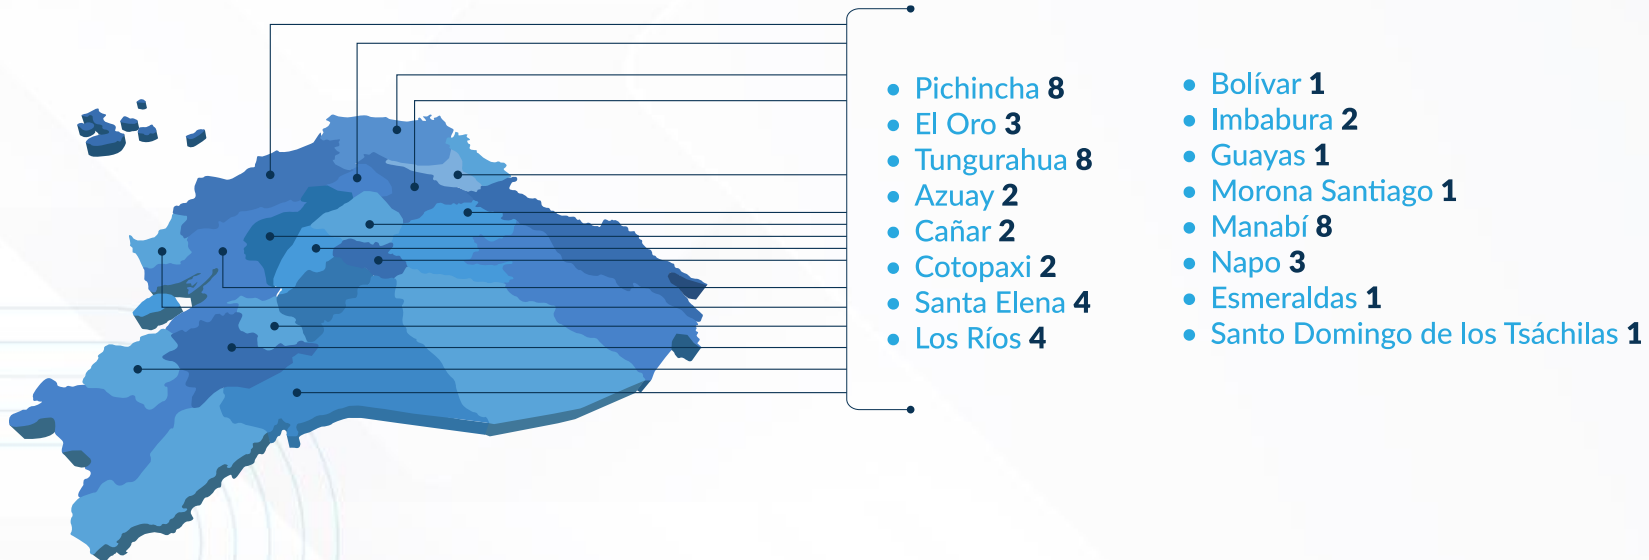 Pichincha 8
El Oro 3
Tungurahua 8
Azuay 2
Cañar 2
Cotopaxi 2
Santa Elena 4
Los Ríos 4
Bolívar 1
Imbabura 2
Guayas 1
Morona Santiago 1
Manabí 8
Napo 3
Esmeraldas 1
Santo Domingo de los Tsáchilas 1